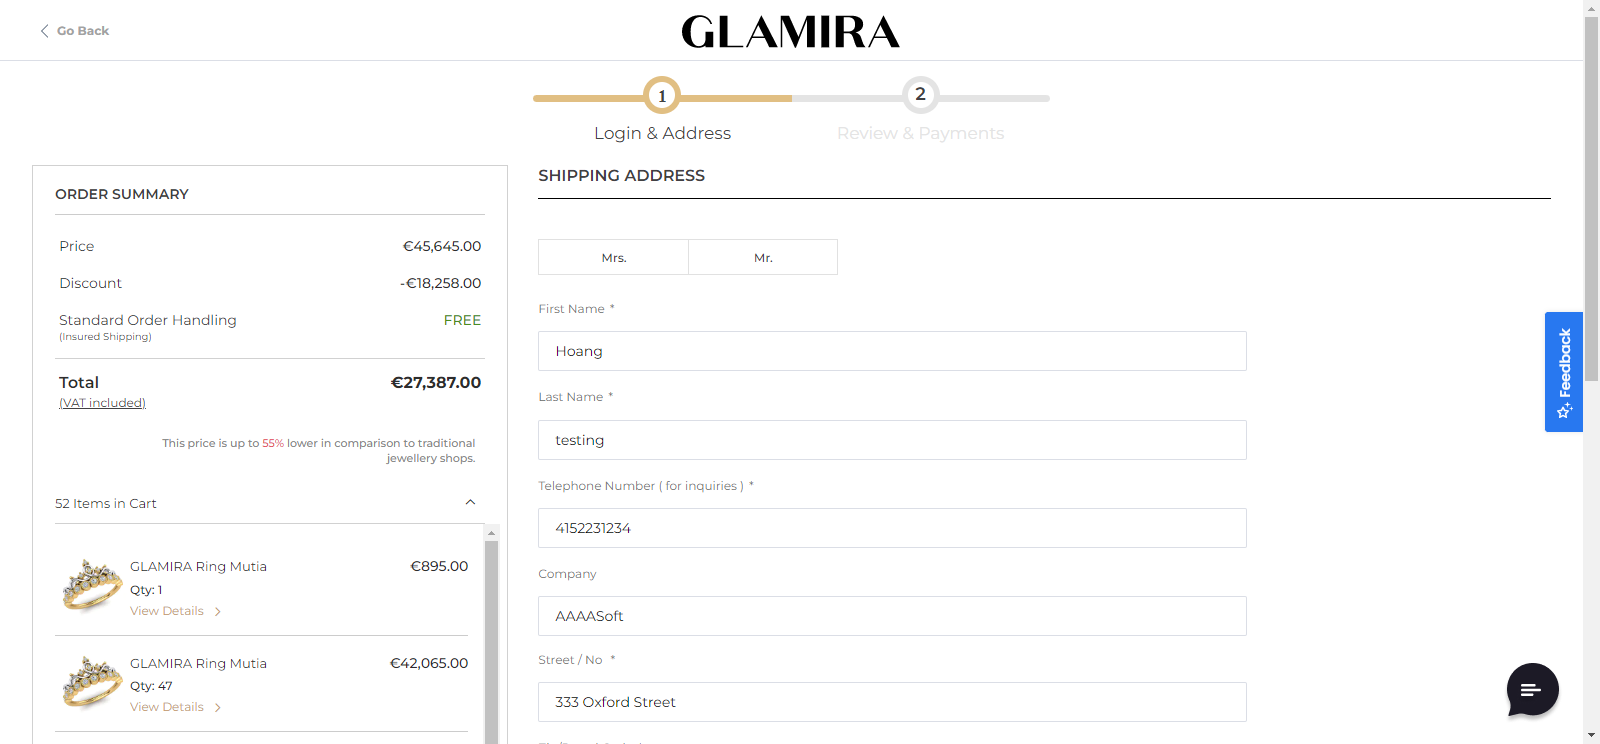 Go Back
GLAMIRA
1
2
Login & Address
Review & Payments
ORDER SUMMARY
Price €45,645.00
Discount -€18,258.00
Standard Order Handling FREE
(Insured Shipping)
Total €27,387.00
(VAT included)
This price is up to 55% lower in comparison to traditional
jewellery shops.
52 Items in Cart
GLAMIRA Ring Mutia €895.00
Qty: 1
View Details
GLAMIRA Ring Mutia €42,065.00
Qty: 47
View Details
SHIPPING ADDRESS
Mrs.
Mr.
First Name *
Hoang
Last Name *
testing
Telephone Number ( for inquiries ) *
4152231234
Company
AAAASoft
Street / No *
333 Oxford Street
Feedback